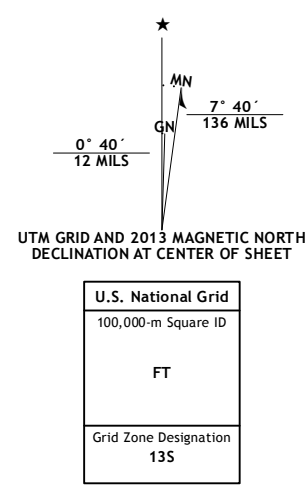 MN
7° 40´
136 MILS
GN
0° 40´
12 MILS
UTM GRID AND 2013 MAGNETIC NORTH
DECLINATION AT CENTER OF SHEET
U.S. National Grid
100,000-m Square ID
FT
Grid Zone Designation
13S